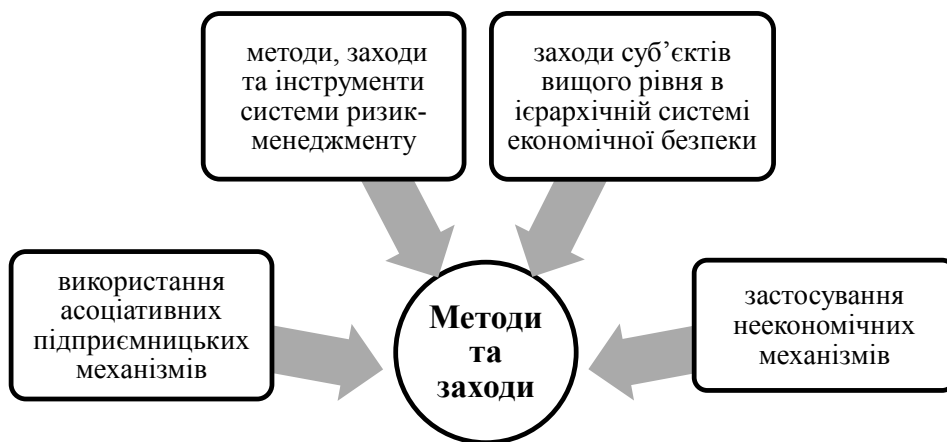 методи, заходи
та інструменти
системи ризик-
менеджменту
заходи суб’єктів
вищого рівня в
ієрархічній системі
економічної безпеки
використання
асоціативних
підприємницьких
механізмів
Методи
та
заходи
застосування
неекономічних
механізмів